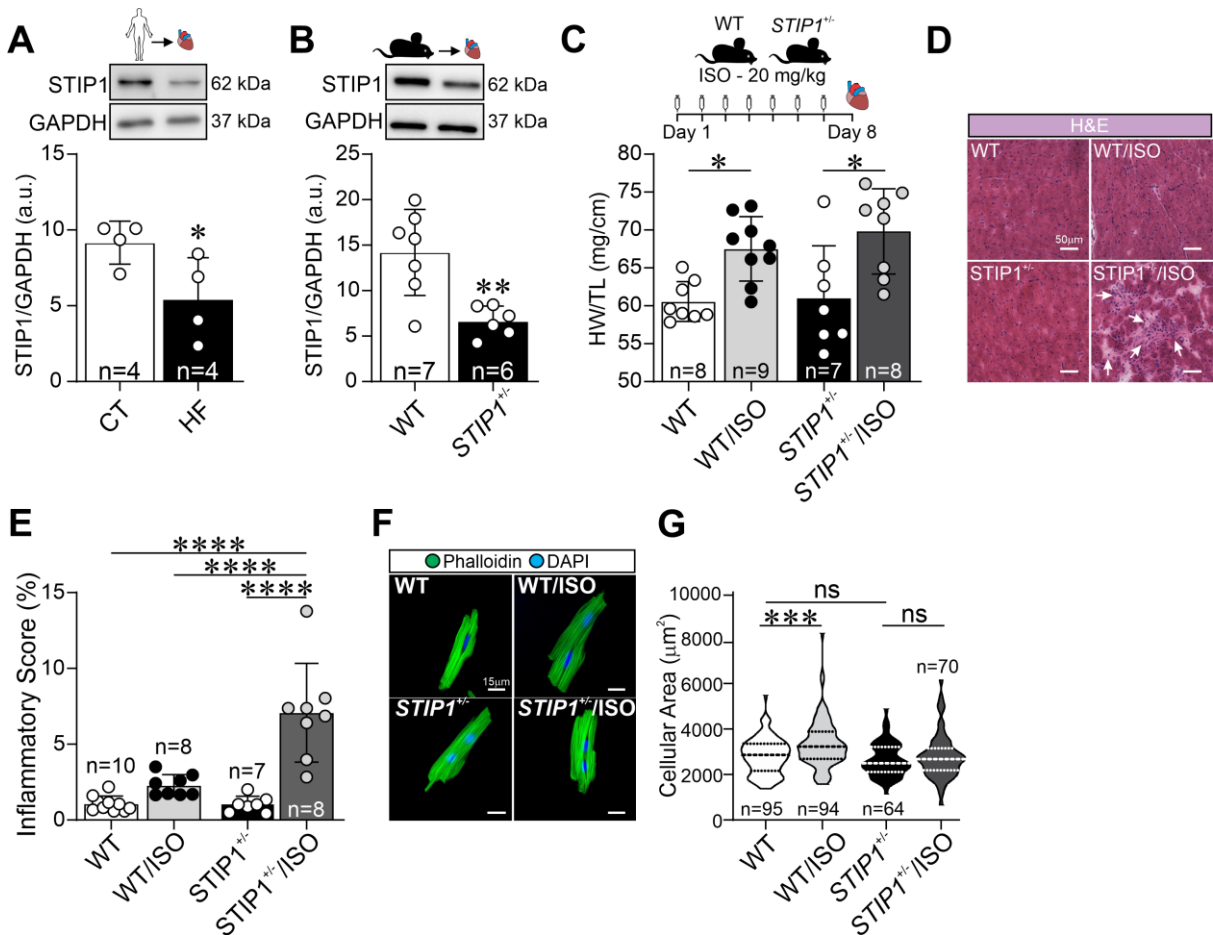 A
STIP1
62 kDa
GAPDH
37 kDa
STIP1/GAPDH (a.u.)
15
10
5
0
*
n=4
n=4
CT
HF
B
STIP1
62 kDa
GAPDH
37 kDa
STIP1/GAPDH (a.u.)
25
20
15
10
5
0
**
n=7
n=6
WT
STIP1+/-
C
WT
STIP1+/-
ISO - 20 mg/kg
Day 1
Day 8
HW/TL (mg/cm)
80
75
70
65
60
55
50
*
*
n=8
n=9
n=7
n=8
WT
WT/ISO
STIP1+/-
STIP1+/-/ISO
D
H&E
WT
WT/ISO
50μm
STIP1+/-
STIP1+/-/ISO
E
Inflammatory Score (%)
15
10
5
0
****
****
****
n=10
n=8
n=7
n=8
WT
WT/ISO
STIP1+/-
STIP1+/-/ISO
F
Phalloidin
DAPI
WT
WT/ISO
15μm
STIP1+/-
STIP1+/-/ISO
G
Cellular Area (μm2)
10000
8000
6000
4000
2000
0
ns
***
ns
n=70
n=95
n=94
n=64
WT
WT/ISO
STIP1+/-
STIP1+/-/ISO